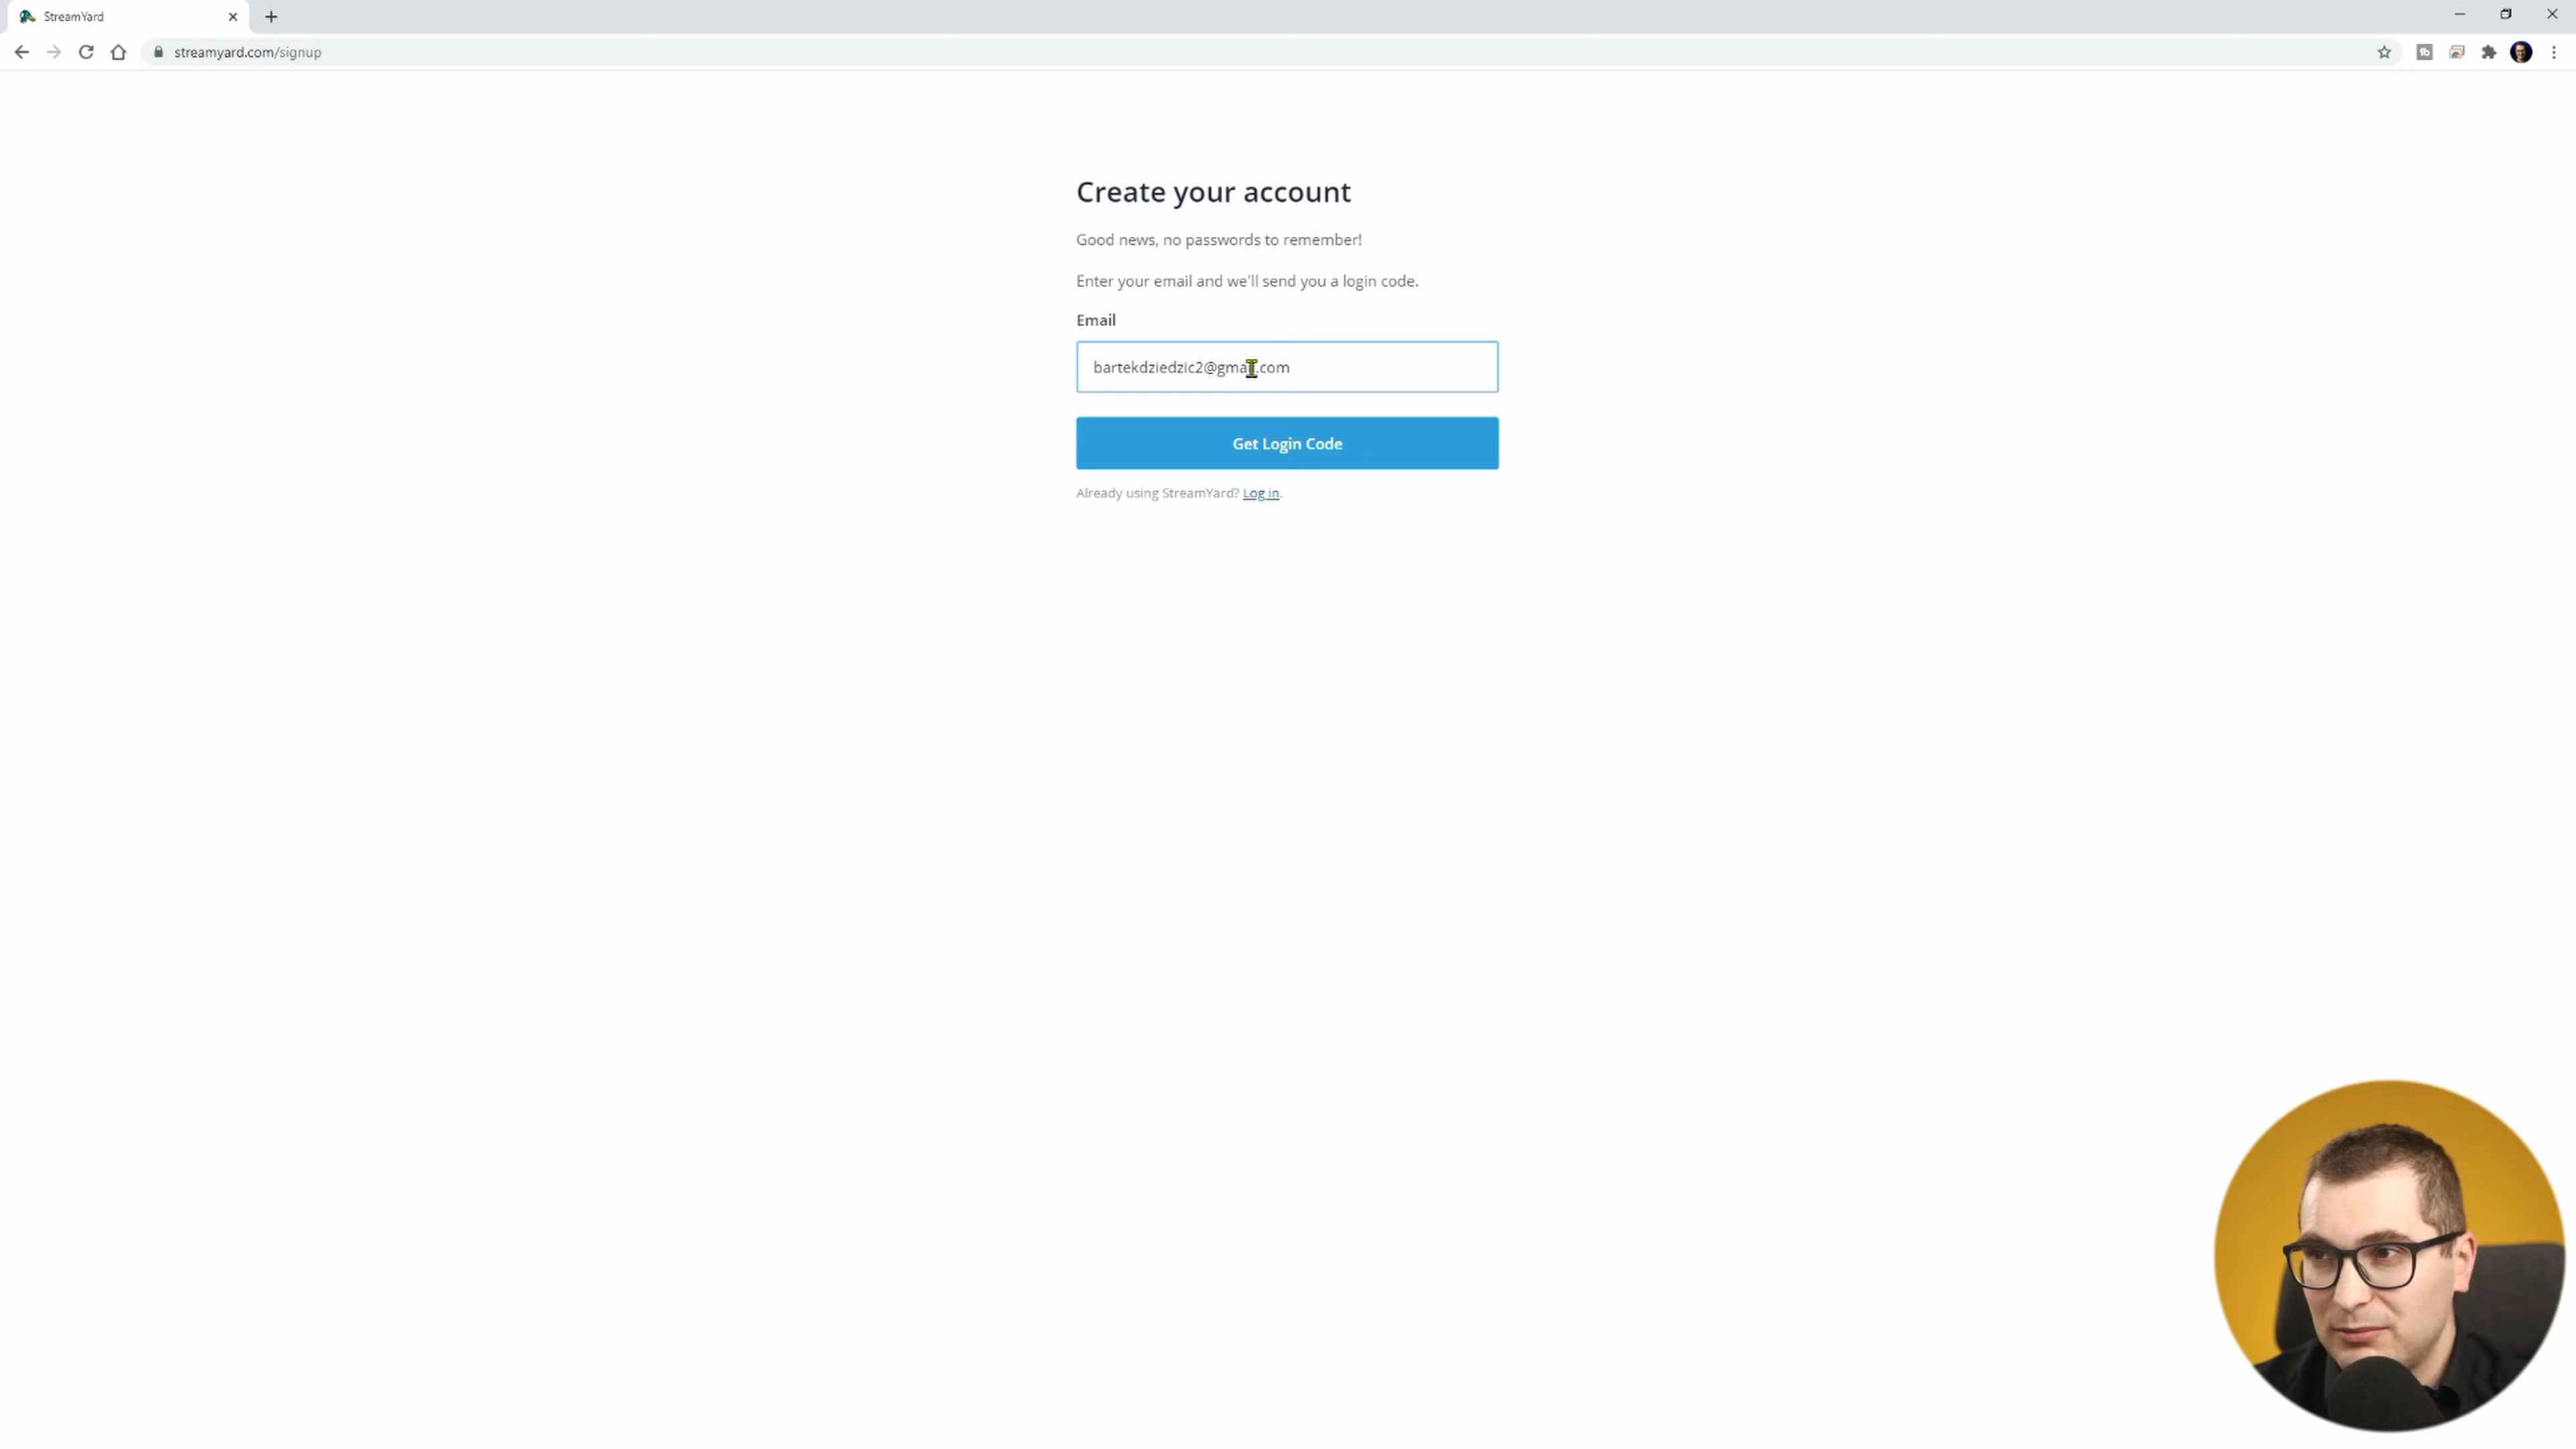 StreamYard
streamyard.com/signup
Create your account
Good news, no passwords to remember!
Enter your email and we'll send you a login code.
Email
bartekdziedzic2@gmail.com
Get Login Code
Already using StreamYard? Log in.